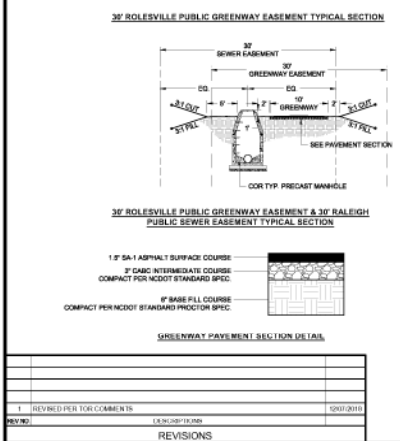 30' ROLESVILLE PUBLIC GREENWAY EASEMENT TYPICAL SECTION
30'
SEWER EASEMENT
30'
GREENWAY EASEMENT
EQ. EQ.
3:1 CUT 6' 2' 10' 2' 3:1 CUT
GREENWAY
3:1 FILL 1' 3:1 FILL
SEE PAVEMENT SECTION
COR TYP. PRECAST MANHOLE
30' ROLESVILLE PUBLIC GREENWAY EASEMENT & 30' RALEIGH
PUBLIC SEWER EASEMENT TYPICAL SECTION
1.5" SA-1 ASPHALT SURFACE COURSE
CABC INTERMEDIATE COURSE
COMPACT PER NCDOT STANDARD SPEC.
6" BASE FILL COURSE
COMPACT PER NCDOT STANDARD PROCTOR SPEC.
GREENWAY PAVEMENT SECTION DETAIL
1 REVISED PER TOR COMMENTS 12/07/2018
REV NO DESCRIPTIONS
REVISIONS